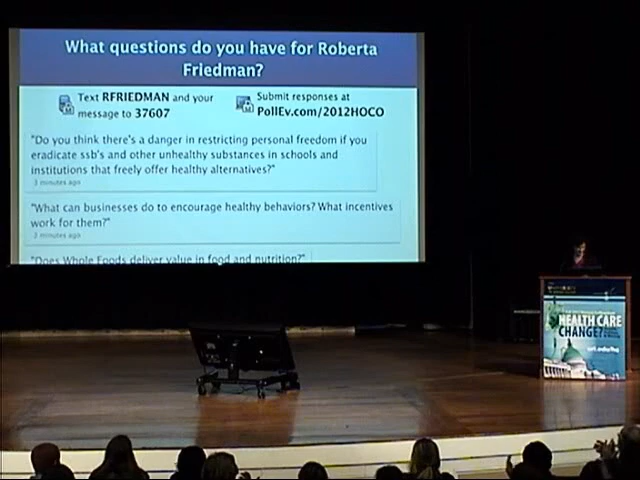 What questions do you have for Roberta
Friedman?
Text RFRIEDMAN and your
message to 37607
Submit responses at
PollEv.com/2012HOCO
"Do you think there's a danger in restricting personal freedom if you
eradicate ssb's and other unhealthy substances in schools and
institutions that freely offer healthy alternatives?"
3 minutes ago
"What can businesses do to encourage healthy behaviors? What incentives
work for them?"
2 minutes ago
"Does Whole Foods deliver value in food and nutrition?"
HEALTH CARE
CHANGE?